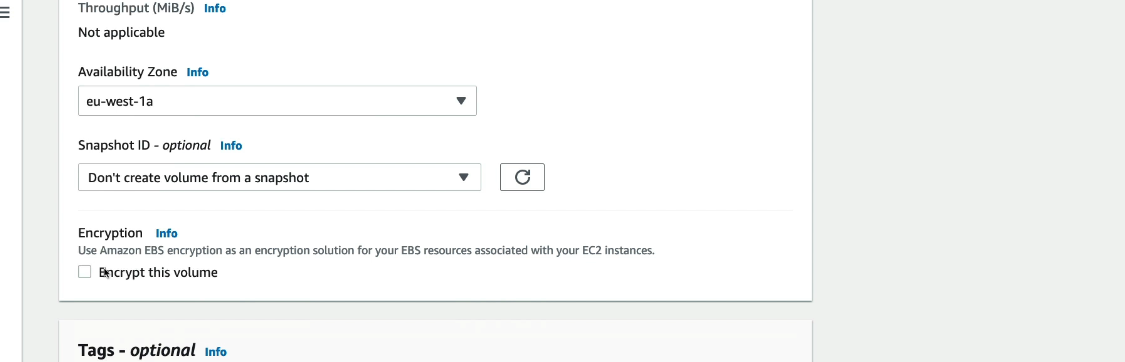 Throughput (MiB/s) Info
Not applicable
Availability Zone Info
eu-west-1a
Snapshot ID - optional Info
Don't create volume from a snapshot
Encryption Info
Use Amazon EBS encryption as an encryption solution for your EBS resources associated with your EC2 instances.
Encrypt this volume
Tags - optional Info